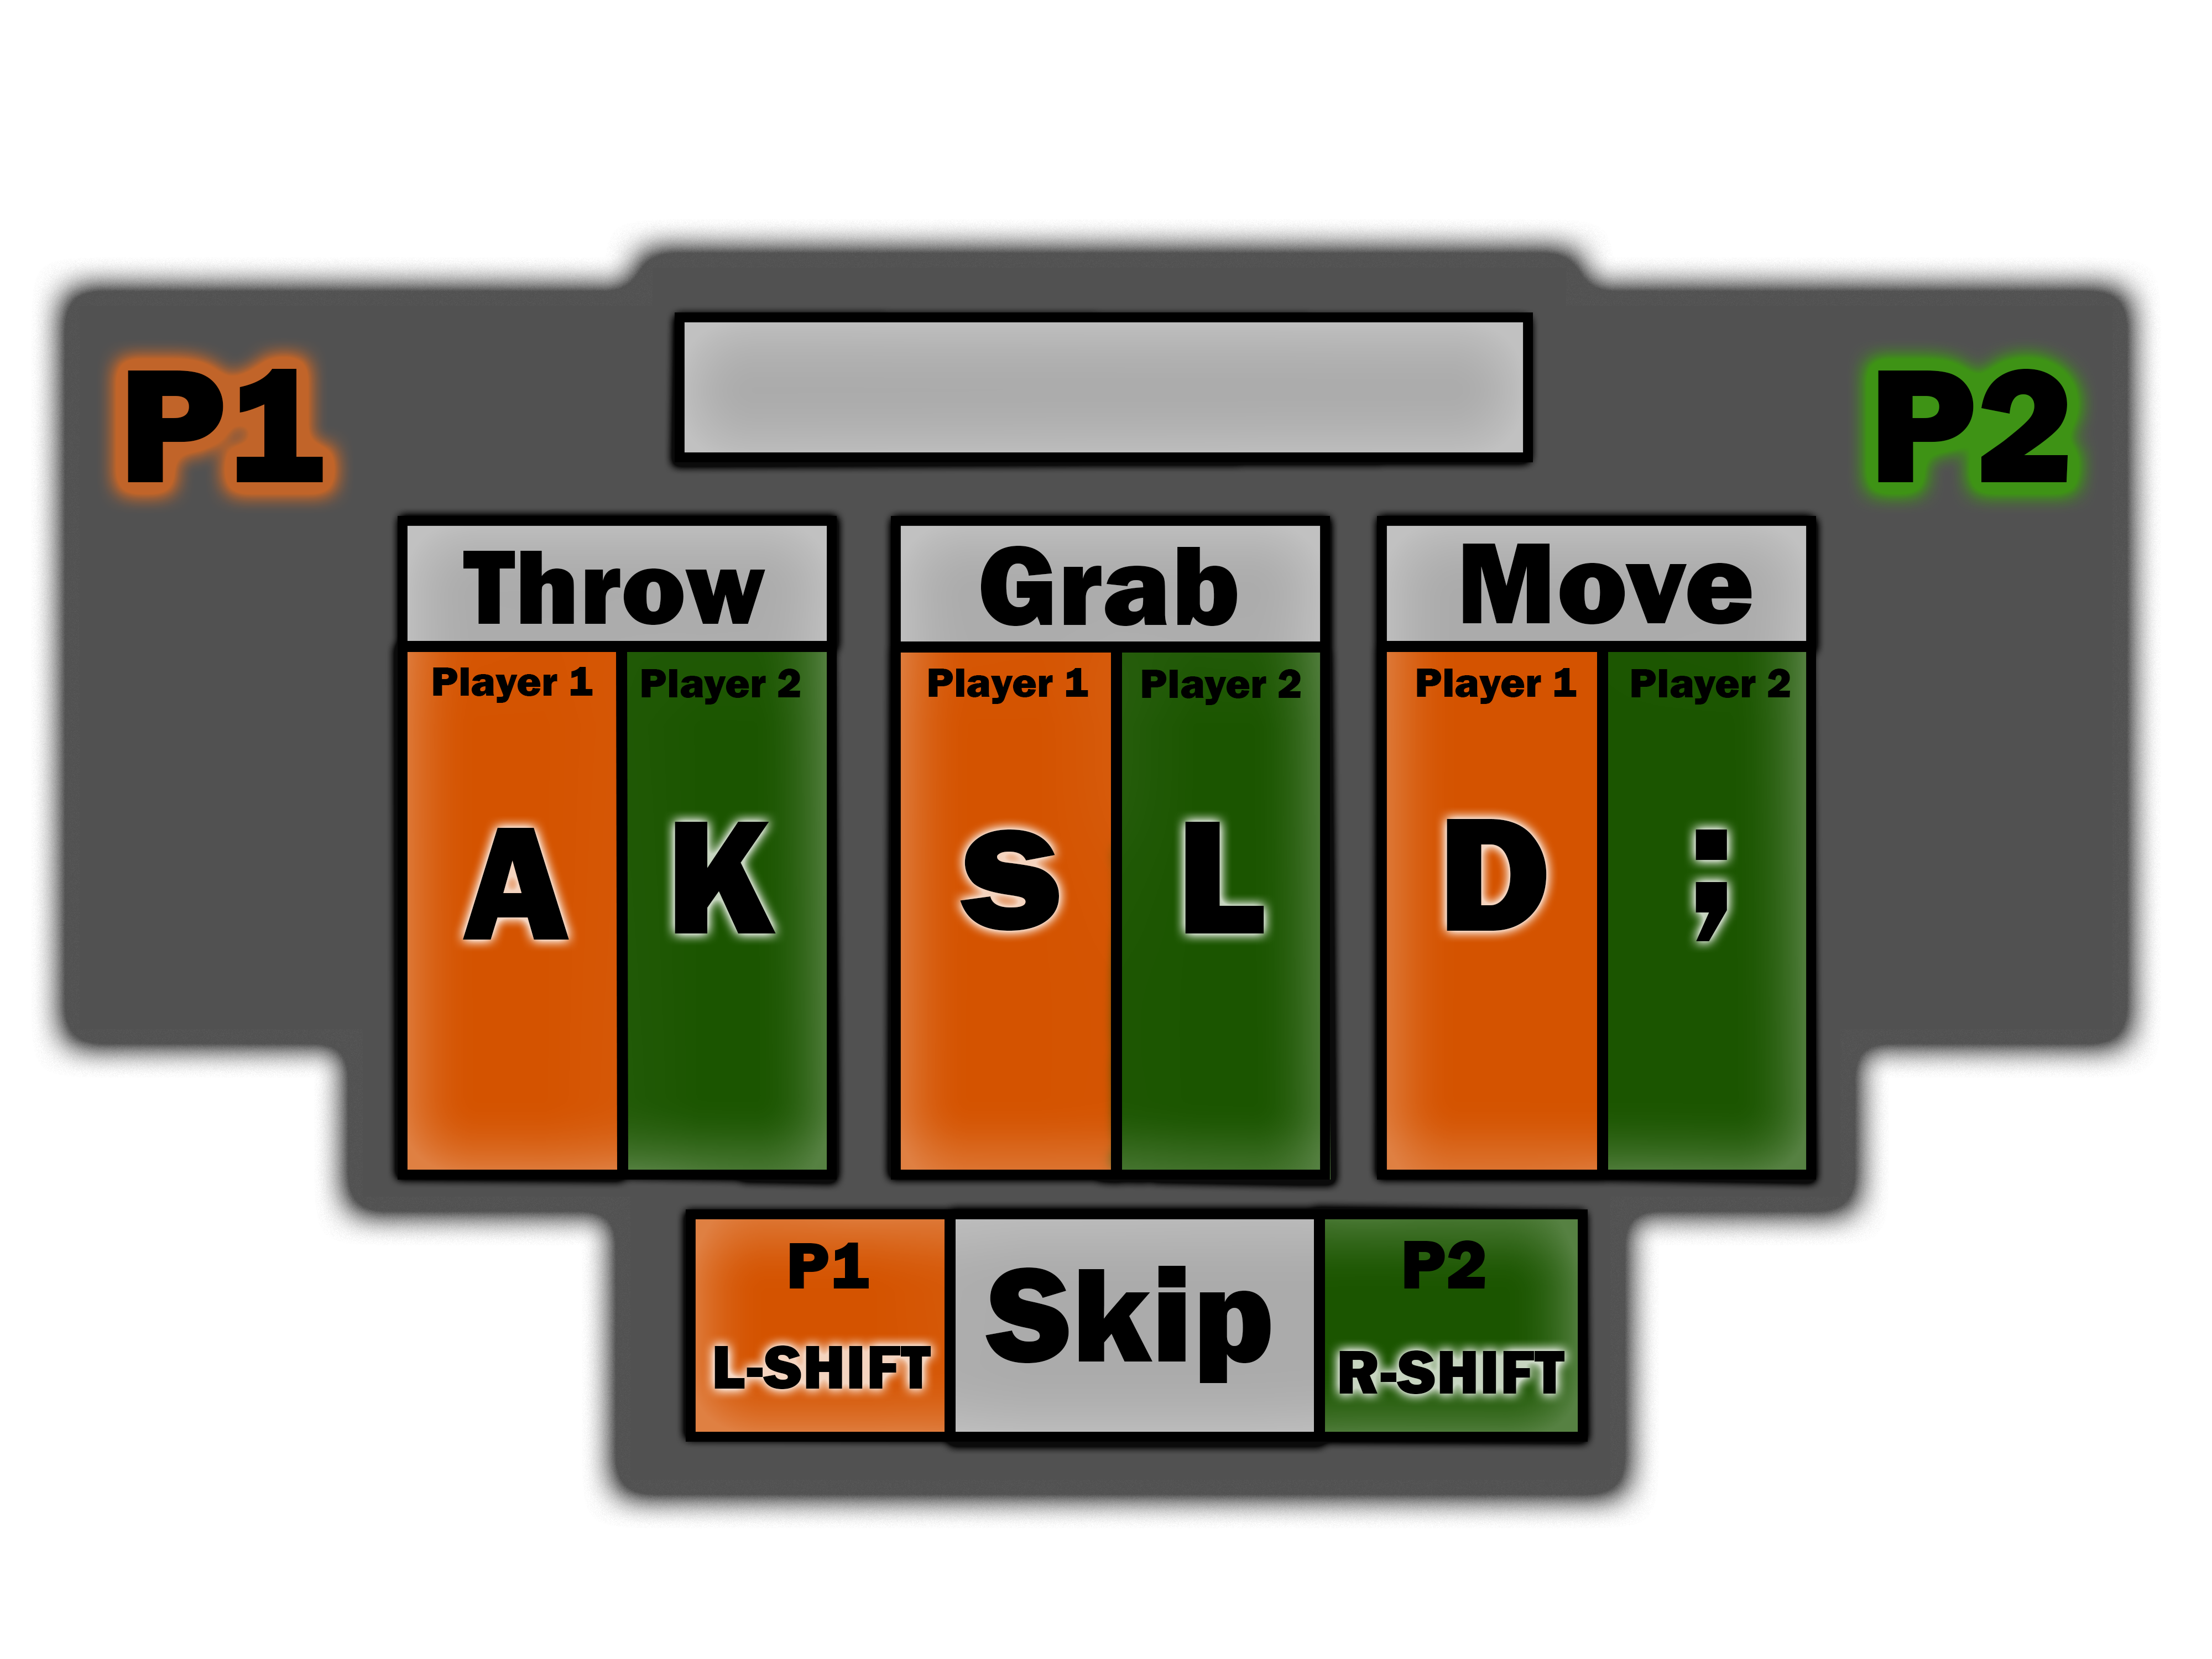 P1
P2
Throw
Player 1
Player 2
A
K
Grab
Player 1
Player 2
S
L
Move
Player 1
Player 2
D
;
P1
L-SHIFT
Skip
P2
R-SHIFT